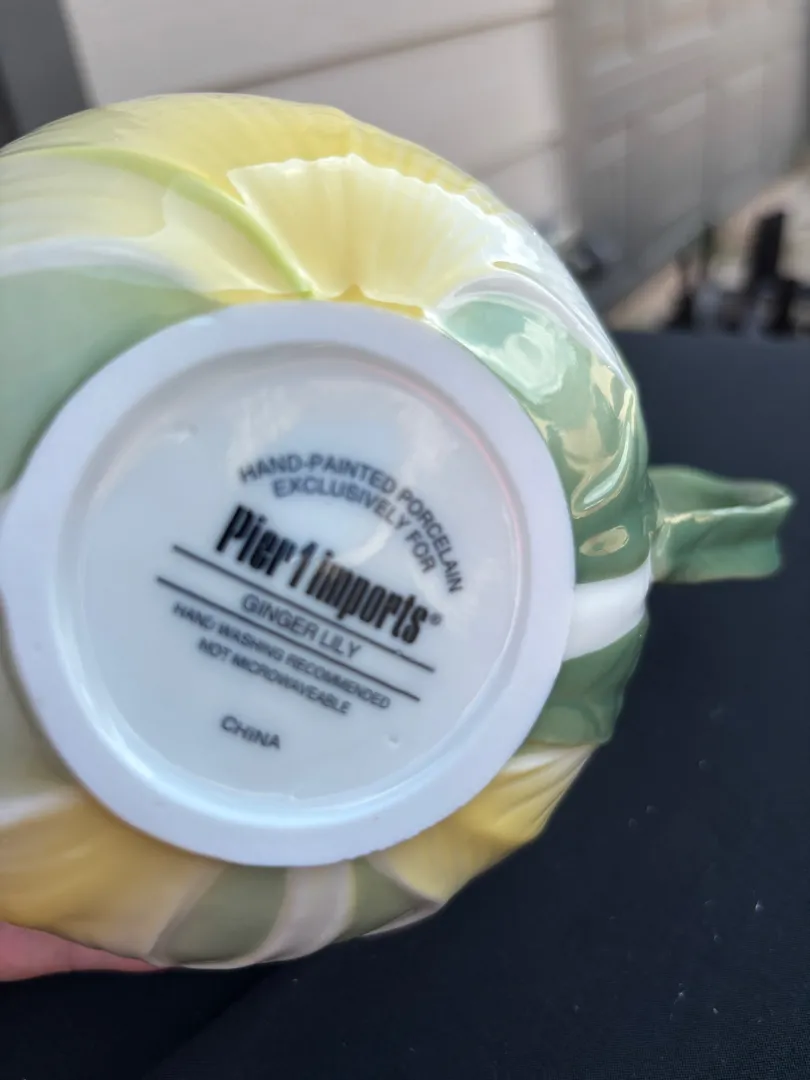 HAND-PAINTED PORCELAIN
EXCLUSIVELY FOR
Pier 1 imports®
GINGER LILY
HAND WASHING RECOMMENDED
NOT MICROWAVEABLE
CHINA